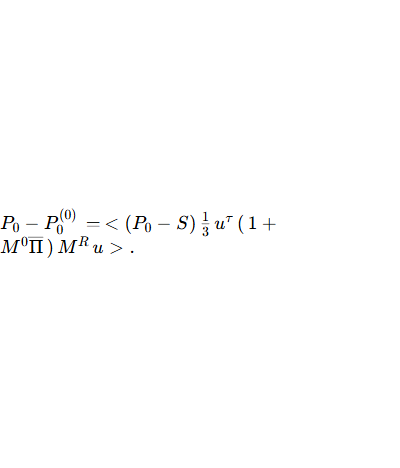 $P_0 - P_0^{(0)} \, = \, < (P_0 - S) \, \frac{1}{3} \, u^\tau \, ( \, 1 \, +$
$M^0 \overline{\Pi} \, ) \, M^R \, u > \, .$